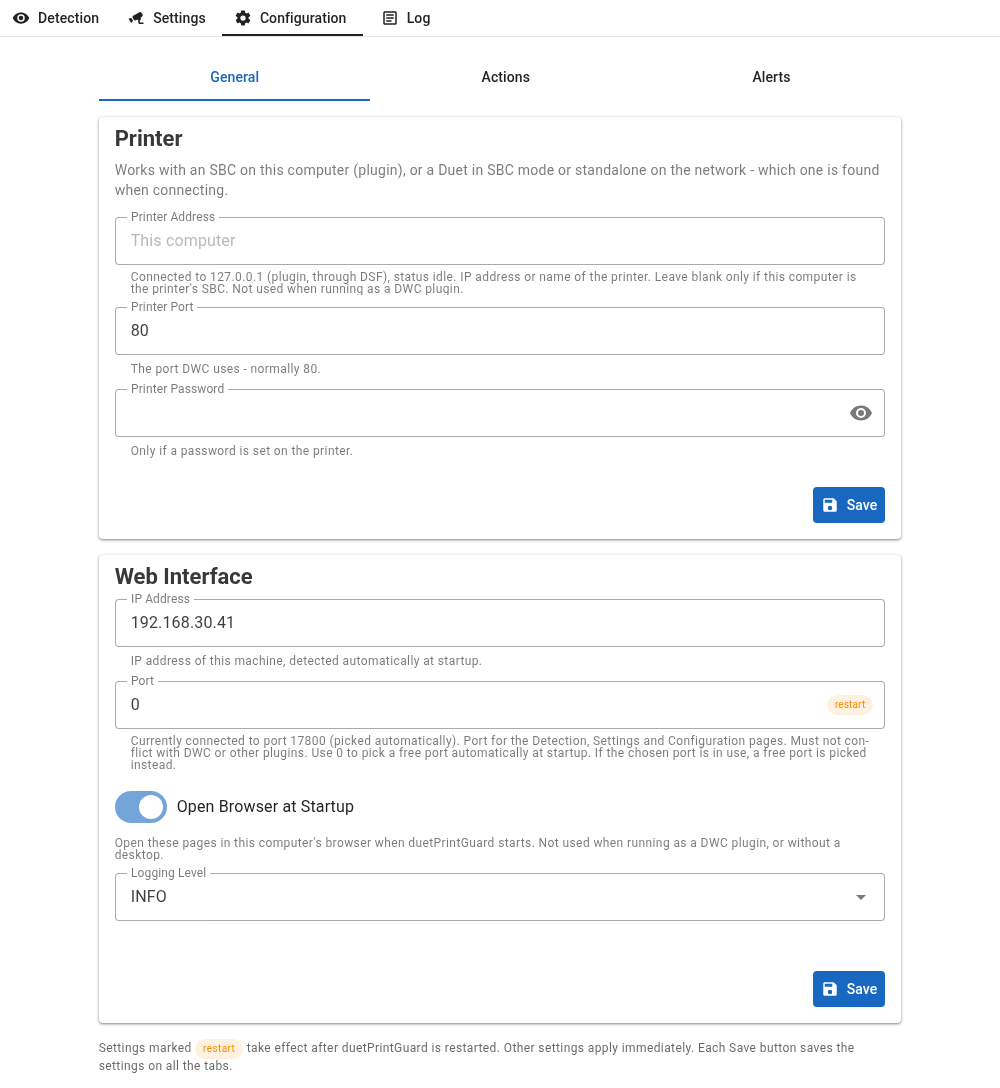 Detection
Settings
Configuration
Log
General
Actions
Alerts
Printer
Works with an SBC on this computer (plugin), or a Duet in SBC mode or standalone on the network - which one is found
when connecting.
Printer Address
This computer
Connected to 127.0.0.1 (plugin, through DSF), status idle. IP address or name of the printer. Leave blank only if this computer is
the printer's SBC. Not used when running as a DWC plugin.
Printer Port
80
The port DWC uses - normally 80.
Printer Password
Only if a password is set on the printer.
Save
Web Interface
IP Address
192.168.30.41
IP address of this machine, detected automatically at startup.
Port
0
restart
Currently connected to port 17800 (picked automatically). Port for the Detection, Settings and Configuration pages. Must not con-
flict with DWC or other plugins. Use 0 to pick a free port automatically at startup. If the chosen port is in use, a free port is picked
instead.
Open Browser at Startup
Open these pages in this computer's browser when duetPrintGuard starts. Not used when running as a DWC plugin, or without a
desktop.
Logging Level
INFO
Save
Settings marked restart take effect after duetPrintGuard is restarted. Other settings apply immediately. Each Save button saves the
settings on all the tabs.